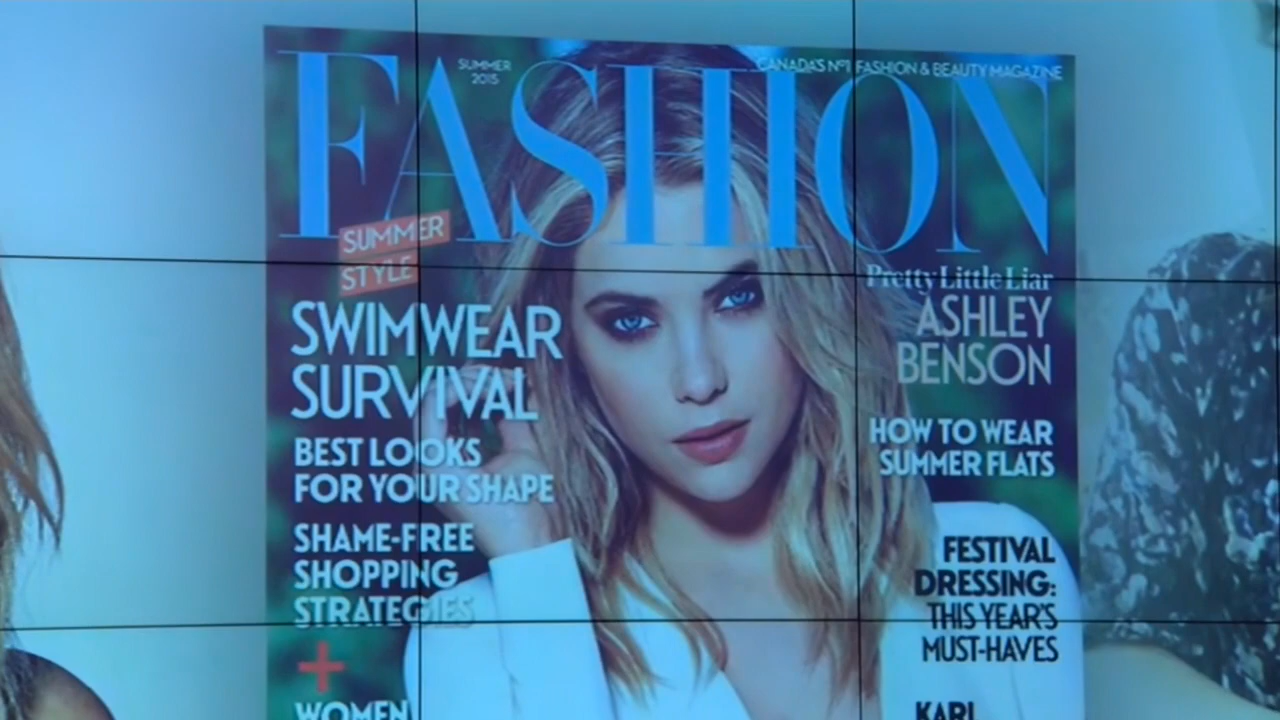 SUMMER
2015
CANADA'S Nº1 FASHION & BEAUTY MAGAZINE
FASHION
SUMMER
STYLE
SWIMWEAR
SURVIVAL
BEST LOOKS
FOR YOUR SHAPE
SHAME-FREE
SHOPPING
STRATEGIES
+
WOMEN
Pretty Little Liar
ASHLEY
BENSON
HOW TO WEAR
SUMMER FLATS
FESTIVAL
DRESSING:
THIS YEAR'S
MUST-HAVES
KARL